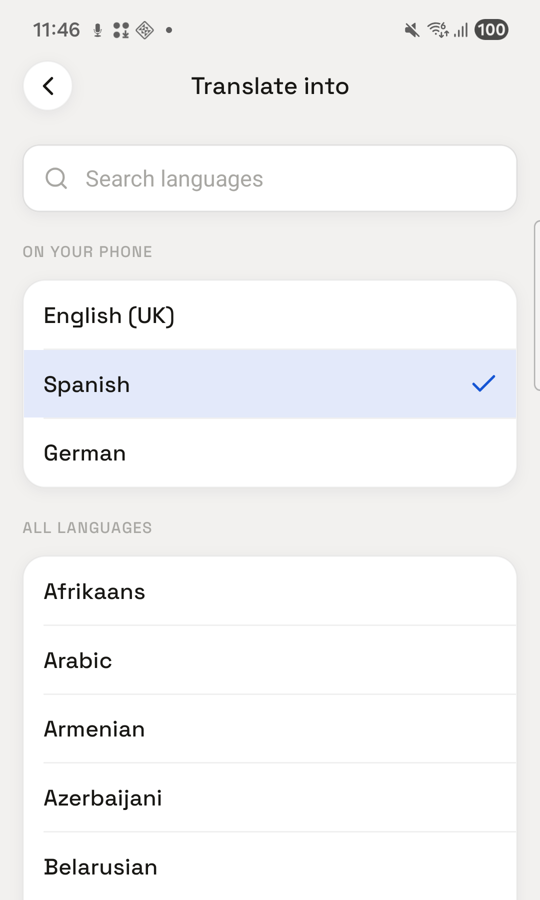 11:46
100
Translate into
Search languages
ON YOUR PHONE
English (UK)
Spanish
German
ALL LANGUAGES
Afrikaans
Arabic
Armenian
Azerbaijani
Belarusian